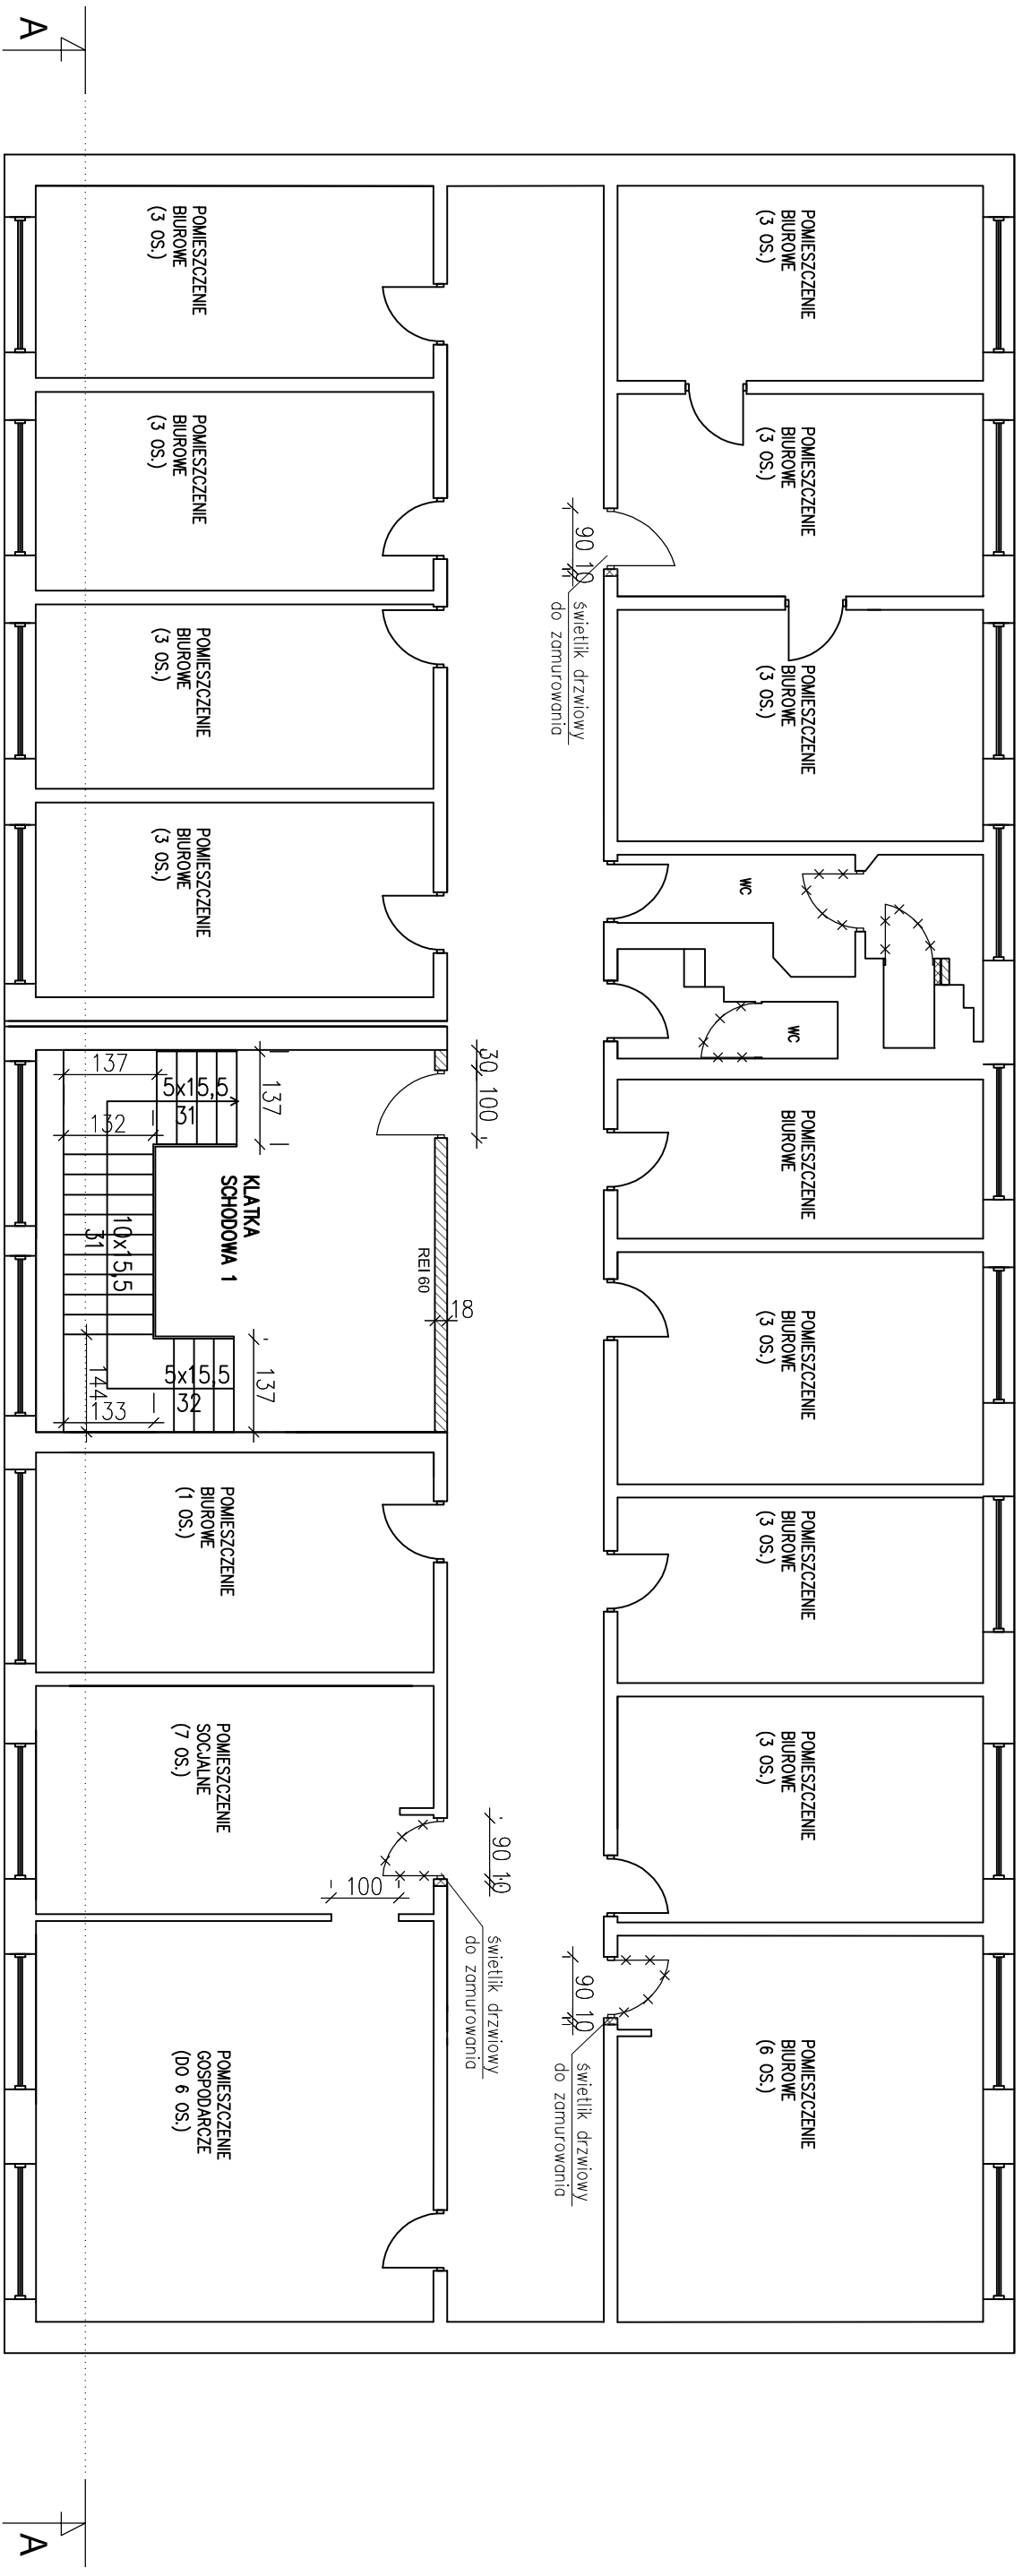 A
POMIESZCZENIE
BIUROWE
(3 OS.)
POMIESZCZENIE
BIUROWE
(3 OS.)
POMIESZCZENIE
BIUROWE
(3 OS.)
WC
WC
POMIESZCZENIE
BIUROWE
POMIESZCZENIE
BIUROWE
(3 OS.)
POMIESZCZENIE
BIUROWE
(3 OS.)
POMIESZCZENIE
BIUROWE
(3 OS.)
POMIESZCZENIE
BIUROWE
(6 OS.)
90 10
świetlik drzwiowy
do zamurowania
90 10
świetlik drzwiowy
do zamurowania
90 10
świetlik drzwiowy
do zamurowania
30 100
18
REI 60
POMIESZCZENIE
BIUROWE
(3 OS.)
POMIESZCZENIE
BIUROWE
(3 OS.)
POMIESZCZENIE
BIUROWE
(3 OS.)
POMIESZCZENIE
BIUROWE
(3 OS.)
KLATKA
SCHODOWA 1
137
137
137
5x15,5
31
132
10x15,5
31
5x15,5
32
144
133
POMIESZCZENIE
BIUROWE
(1 OS.)
POMIESZCZENIE
SOCJALNE
(7 OS.)
100
POMIESZCZENIE
GOSPODARCZE
(DO 6 OS.)
A